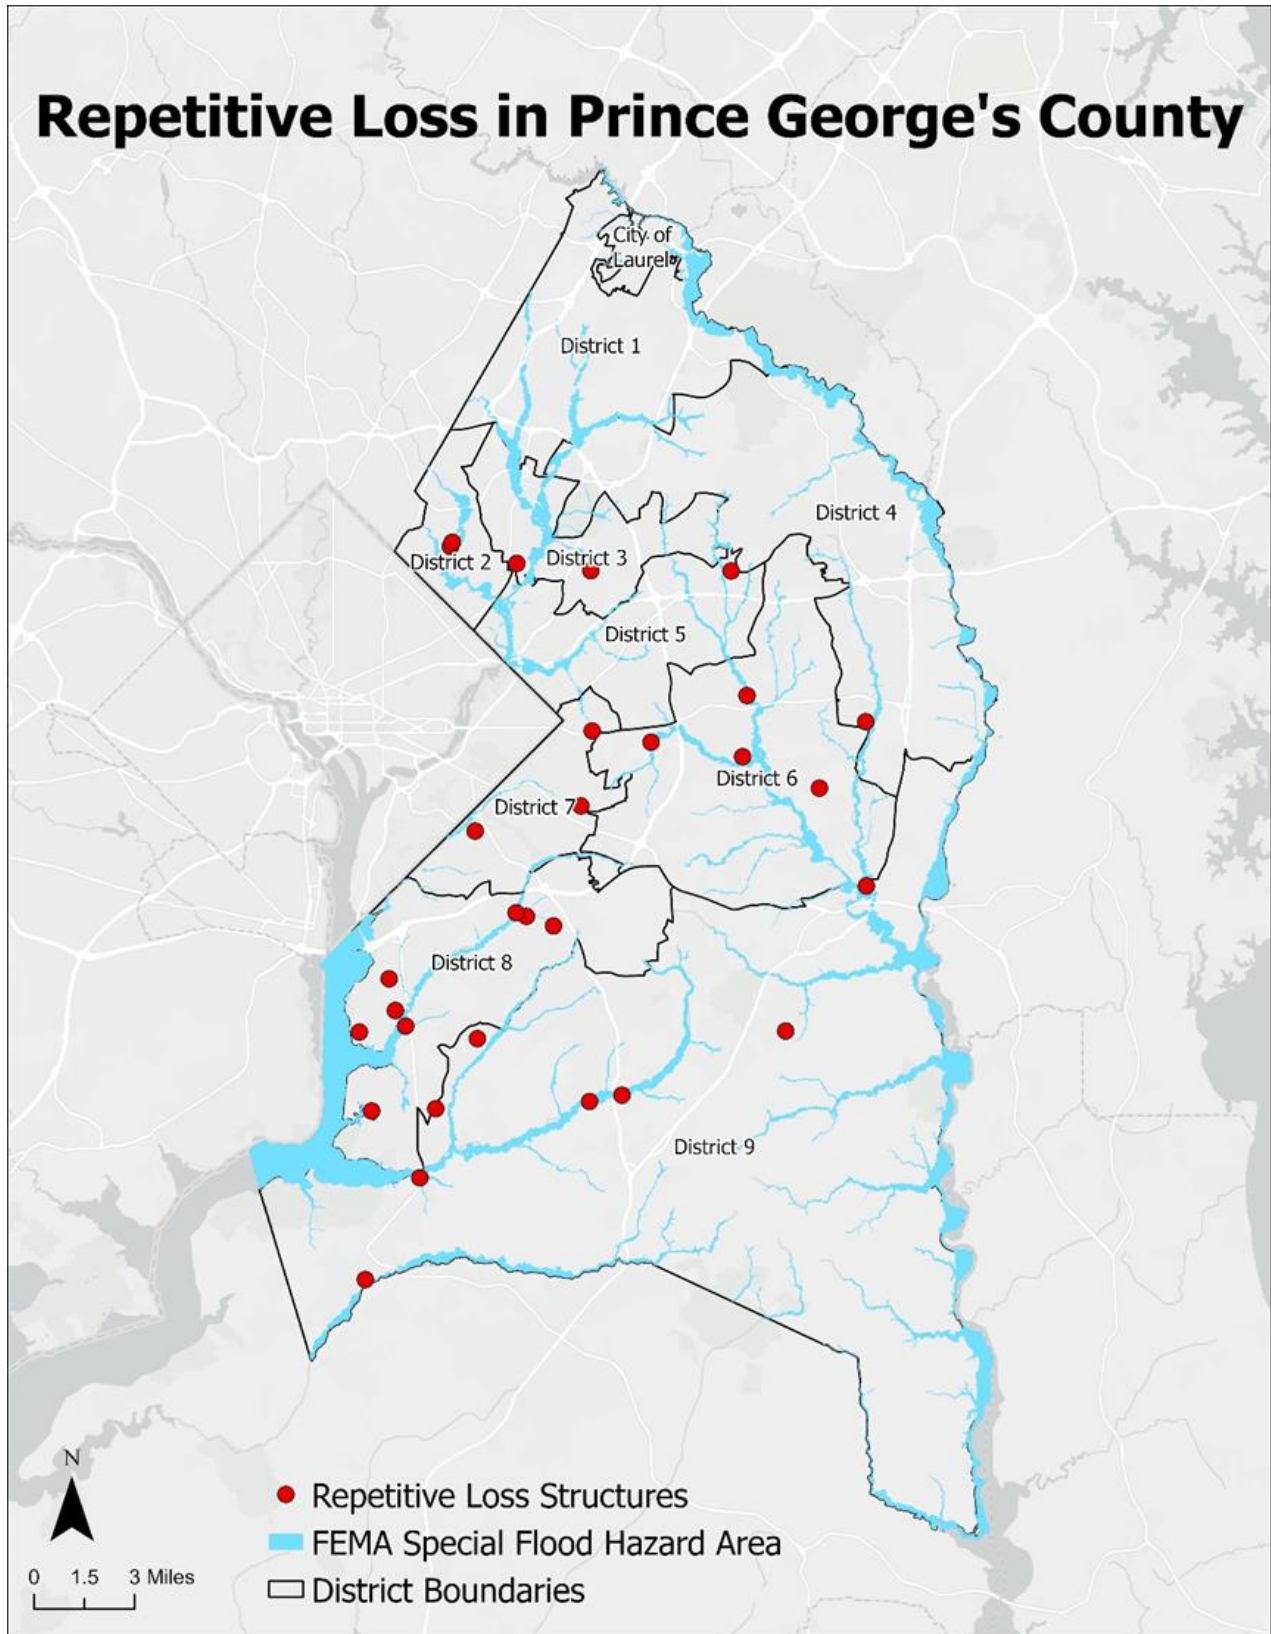 Repetitive Loss in Prince George's County
City of
Laurel
District 1
District 4
District 2
District 3
District 5
District 6
District 7
District 8
District 9
N
0 1.5 3 Miles
Repetitive Loss Structures
FEMA Special Flood Hazard Area
District Boundaries